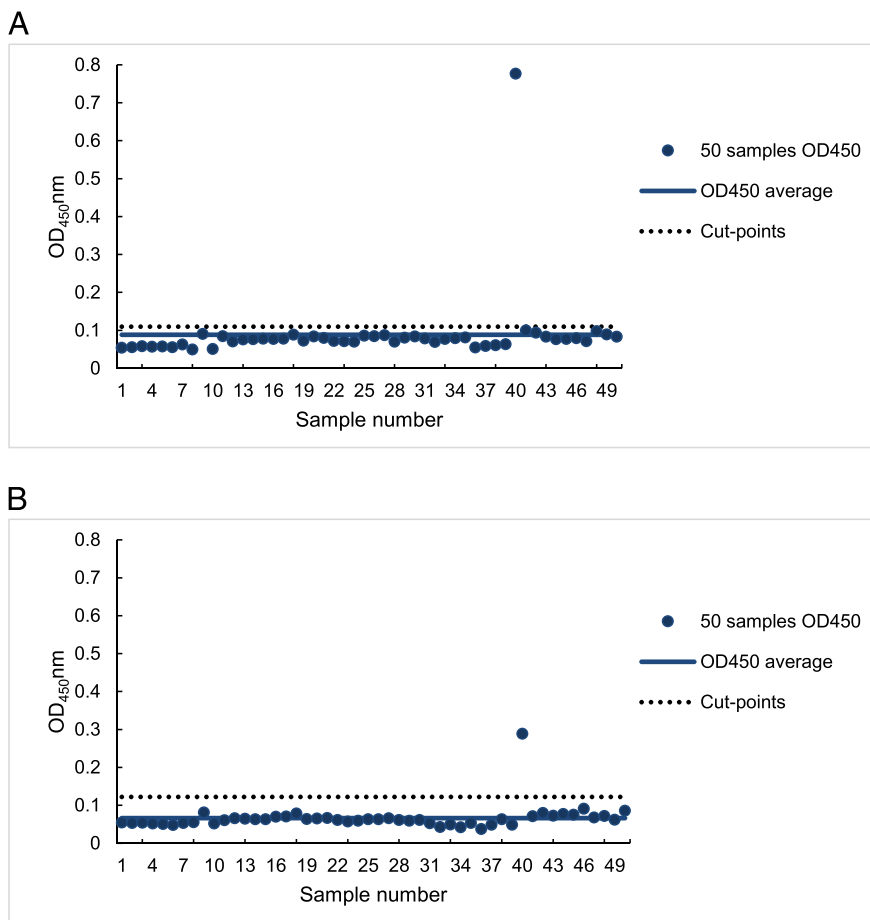 A
0.8
0.7
0.6
0.5
0.4
0.3
0.2
0.1
0
OD450nm
1 4 7 10 13 16 19 22 25 28 31 34 37 40 43 46 49
Sample number
50 samples OD450
OD450 average
Cut-points
B
0.8
0.7
0.6
0.5
0.4
0.3
0.2
0.1
0
OD450nm
1 4 7 10 13 16 19 22 25 28 31 34 37 40 43 46 49
Sample number
50 samples OD450
OD450 average
Cut-points